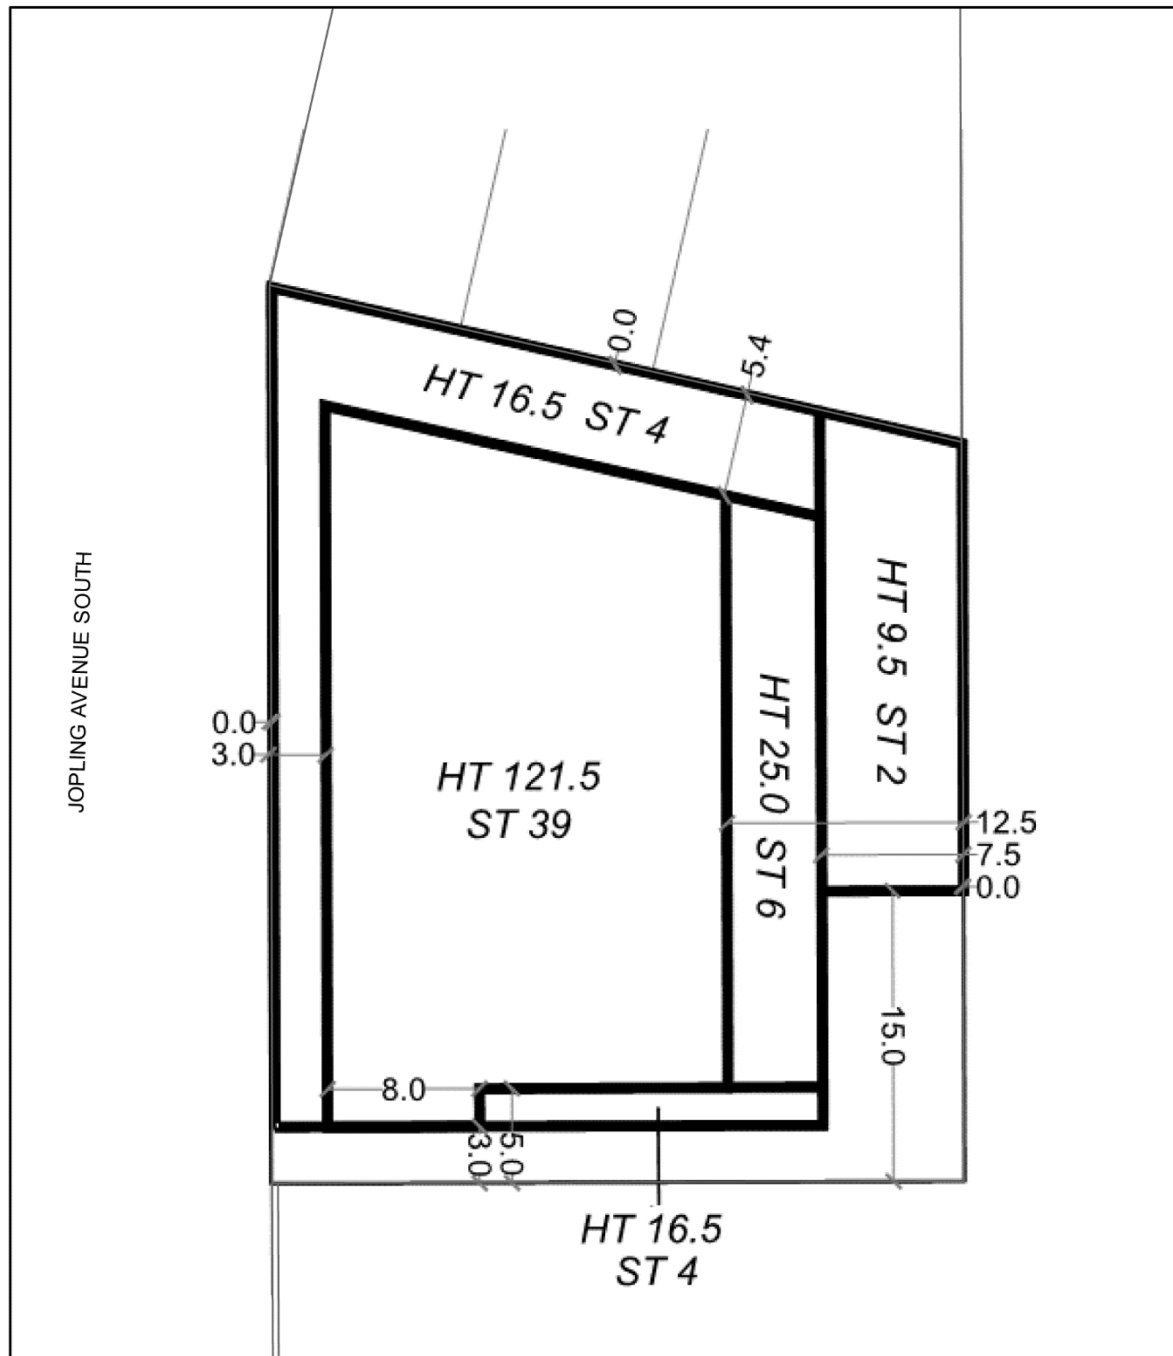 0.0
5.4
HT 16.5 ST 4
JOPLING AVENUE SOUTH
HT 9.5 ST 2
0.0
3.0
HT 25.0 ST 6
HT 121.5
ST 39
12.5
7.5
0.0
15.0
8.0
3.0
5.0
HT 16.5
ST 4